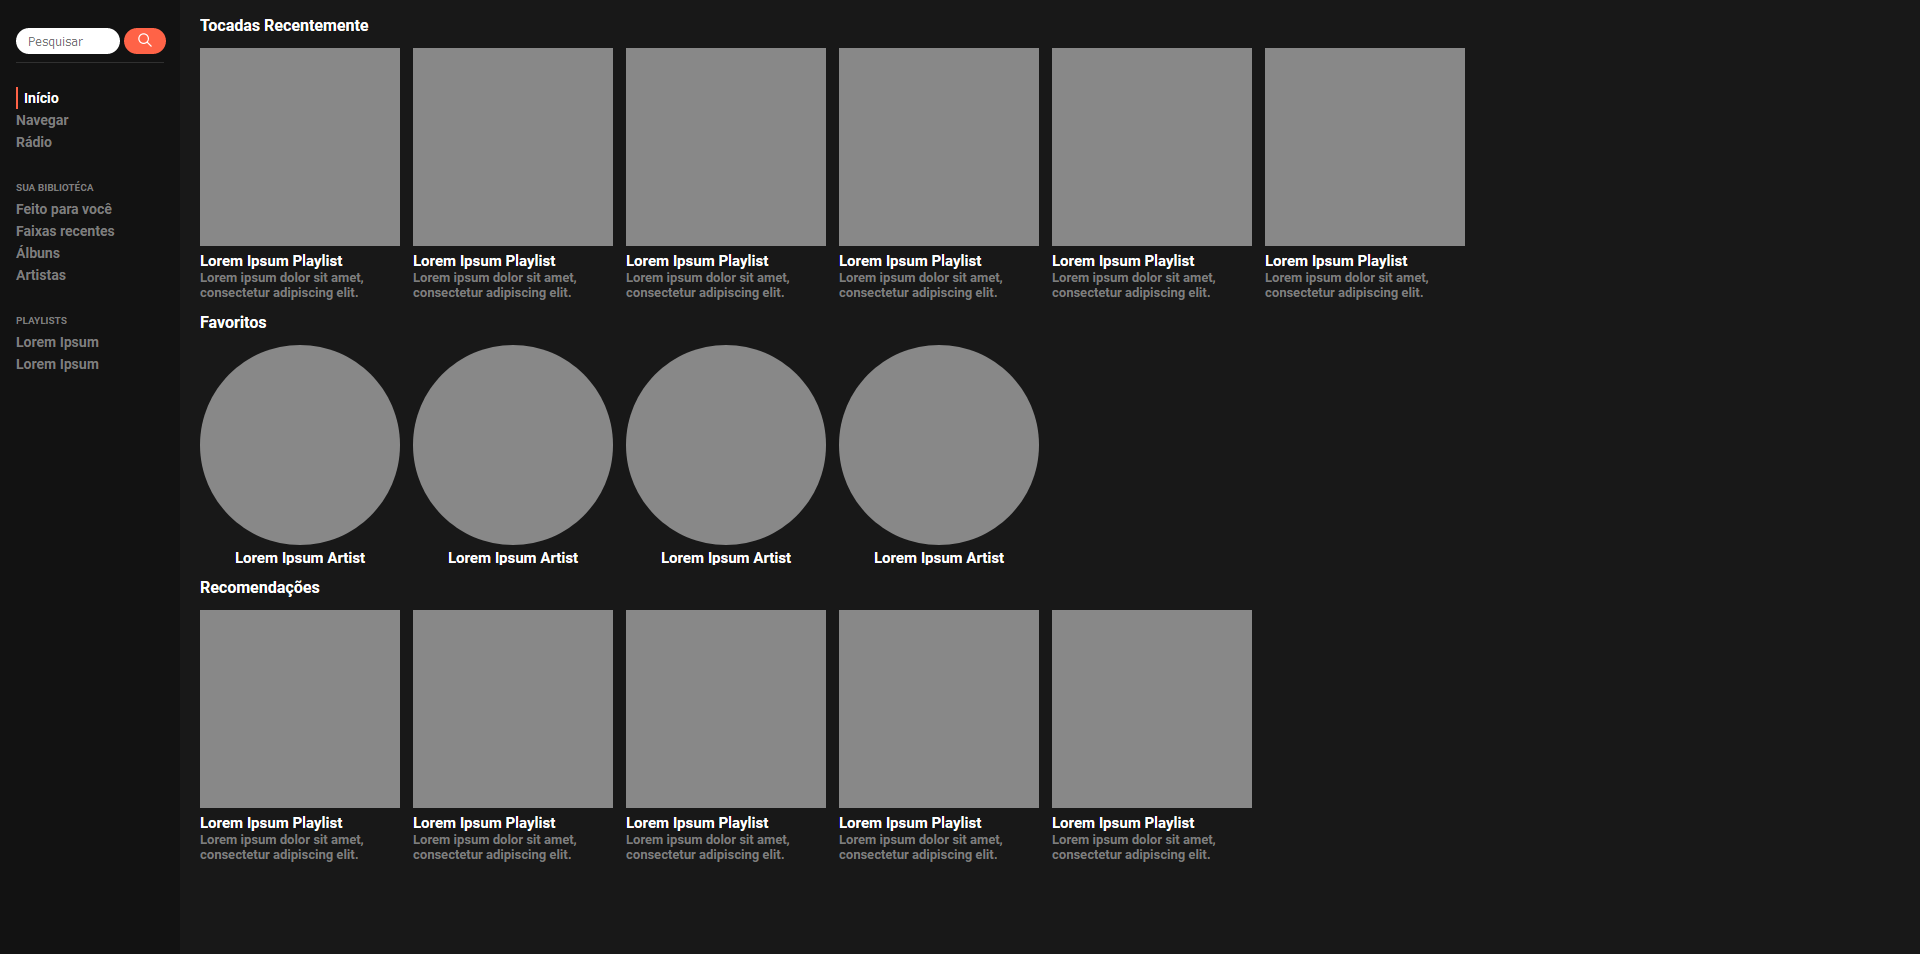 Pesquisar
Início
Navegar
Rádio
SUA BIBLIOTÉCA
Feito para você
Faixas recentes
Álbuns
Artistas
PLAYLISTS
Lorem Ipsum
Lorem Ipsum
Tocadas Recentemente
Lorem Ipsum Playlist
Lorem ipsum dolor sit amet,
consectetur adipiscing elit.
Lorem Ipsum Playlist
Lorem ipsum dolor sit amet,
consectetur adipiscing elit.
Lorem Ipsum Playlist
Lorem ipsum dolor sit amet,
consectetur adipiscing elit.
Lorem Ipsum Playlist
Lorem ipsum dolor sit amet,
consectetur adipiscing elit.
Lorem Ipsum Playlist
Lorem ipsum dolor sit amet,
consectetur adipiscing elit.
Lorem Ipsum Playlist
Lorem ipsum dolor sit amet,
consectetur adipiscing elit.
Favoritos
Lorem Ipsum Artist
Lorem Ipsum Artist
Lorem Ipsum Artist
Lorem Ipsum Artist
Recomendações
Lorem Ipsum Playlist
Lorem ipsum dolor sit amet,
consectetur adipiscing elit.
Lorem Ipsum Playlist
Lorem ipsum dolor sit amet,
consectetur adipiscing elit.
Lorem Ipsum Playlist
Lorem ipsum dolor sit amet,
consectetur adipiscing elit.
Lorem Ipsum Playlist
Lorem ipsum dolor sit amet,
consectetur adipiscing elit.
Lorem Ipsum Playlist
Lorem ipsum dolor sit amet,
consectetur adipiscing elit.